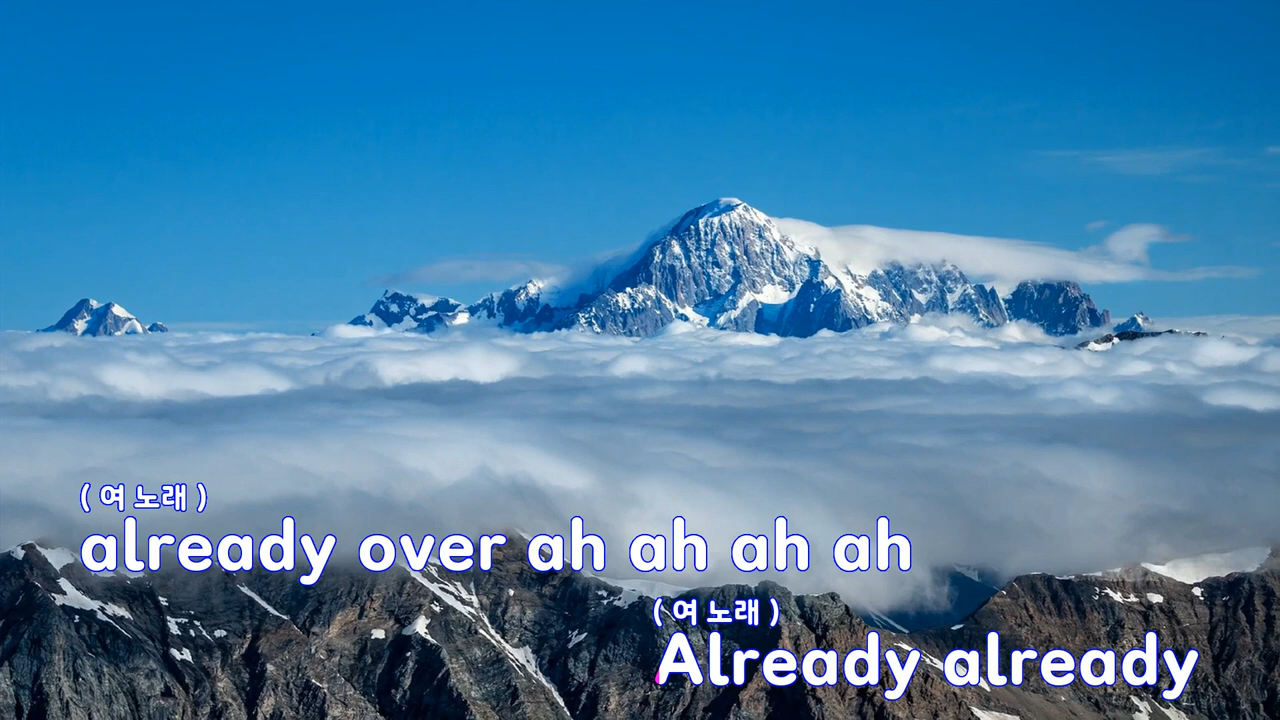 ( 여 노래 )
already over ah ah ah ah
( 여 노래 )
Already already